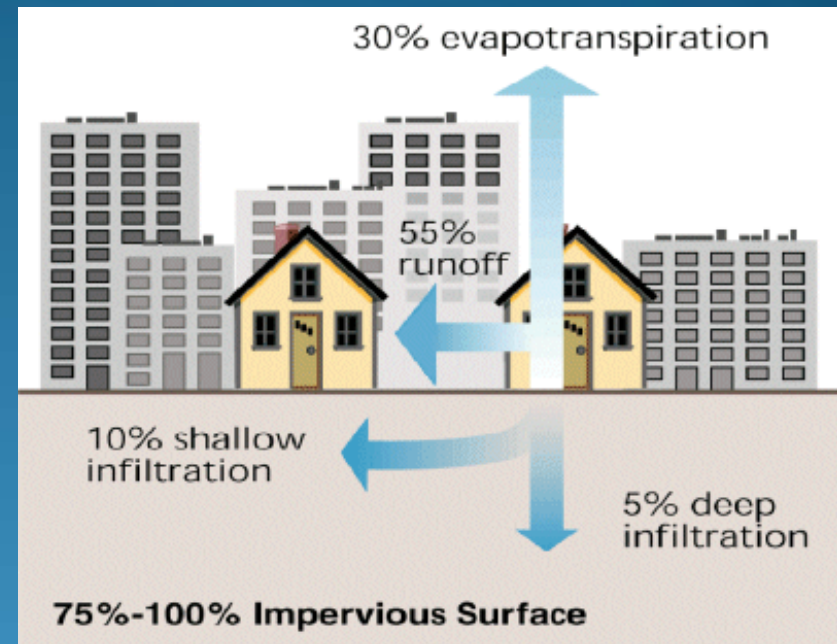 30% evapotranspiration
55%
runoff
10% shallow
infiltration
5% deep
infiltration
75%-100% Impervious Surface